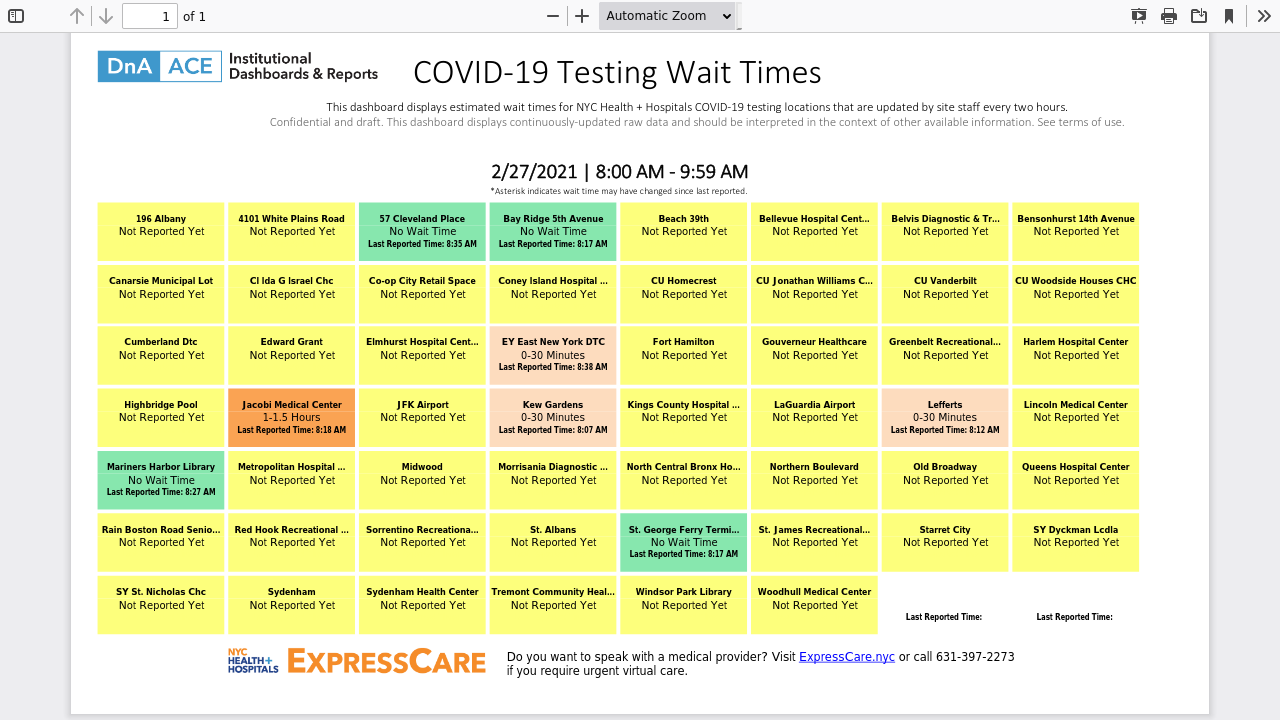 1 of 1 Automatic Zoom
DnA ACE Institutional Dashboards & Reports
COVID-19 Testing Wait Times
This dashboard displays estimated wait times for NYC Health + Hospitals COVID-19 testing locations that are updated by site staff every two hours.
Confidential and draft. This dashboard displays continuously-updated raw data and should be interpreted in the context of other available information. See terms of use.
2/27/2021 | 8:00 AM - 9:59 AM
*Asterisk indicates wait time may have changed since last reported.
196 Albany
Not Reported Yet
4101 White Plains Road
Not Reported Yet
57 Cleveland Place
No Wait Time
Last Reported Time: 8:35 AM
Bay Ridge 5th Avenue
No Wait Time
Last Reported Time: 8:17 AM
Beach 39th
Not Reported Yet
Bellevue Hospital Cent...
Not Reported Yet
Belvis Diagnostic & Tr...
Not Reported Yet
Bensonhurst 14th Avenue
Not Reported Yet
Canarsie Municipal Lot
Not Reported Yet
Cl Ida G Israel Chc
Not Reported Yet
Co-op City Retail Space
Not Reported Yet
Coney Island Hospital ...
Not Reported Yet
CU Homecrest
Not Reported Yet
CU Jonathan Williams C...
Not Reported Yet
CU Vanderbilt
Not Reported Yet
CU Woodside Houses CHC
Not Reported Yet
Cumberland Dtc
Not Reported Yet
Edward Grant
Not Reported Yet
Elmhurst Hospital Cent...
Not Reported Yet
EY East New York DTC
0-30 Minutes
Last Reported Time: 8:38 AM
Fort Hamilton
Not Reported Yet
Gouverneur Healthcare
Not Reported Yet
Greenbelt Recreational...
Not Reported Yet
Harlem Hospital Center
Not Reported Yet
Highbridge Pool
Not Reported Yet
Jacobi Medical Center
1-1.5 Hours
Last Reported Time: 8:18 AM
JFK Airport
Not Reported Yet
Kew Gardens
0-30 Minutes
Last Reported Time: 8:07 AM
Kings County Hospital ...
Not Reported Yet
LaGuardia Airport
Not Reported Yet
Lefferts
0-30 Minutes
Last Reported Time: 8:12 AM
Lincoln Medical Center
Not Reported Yet
Mariners Harbor Library
No Wait Time
Last Reported Time: 8:27 AM
Metropolitan Hospital ...
Not Reported Yet
Midwood
Not Reported Yet
Morrisania Diagnostic ...
Not Reported Yet
North Central Bronx Ho...
Not Reported Yet
Northern Boulevard
Not Reported Yet
Old Broadway
Not Reported Yet
Queens Hospital Center
Not Reported Yet
Rain Boston Road Senio...
Not Reported Yet
Red Hook Recreational ...
Not Reported Yet
Sorrentino Recreationa...
Not Reported Yet
St. Albans
Not Reported Yet
St. George Ferry Termi...
No Wait Time
Last Reported Time: 8:17 AM
St. James Recreational...
Not Reported Yet
Starret City
Not Reported Yet
SY Dyckman Lcdla
Not Reported Yet
SY St. Nicholas Chc
Not Reported Yet
Sydenham
Not Reported Yet
Sydenham Health Center
Not Reported Yet
Tremont Community Heal...
Not Reported Yet
Windsor Park Library
Not Reported Yet
Woodhull Medical Center
Not Reported Yet
Last Reported Time:
Last Reported Time:
NYC
HEALTH+
HOSPITALS
EXPRESSCARE
Do you want to speak with a medical provider? Visit ExpressCare.nyc or call 631-397-2273
if you require urgent virtual care.